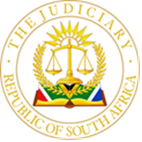 · THE JUDICIARY ·
REPUBLIC OF SOUTH AFRICA